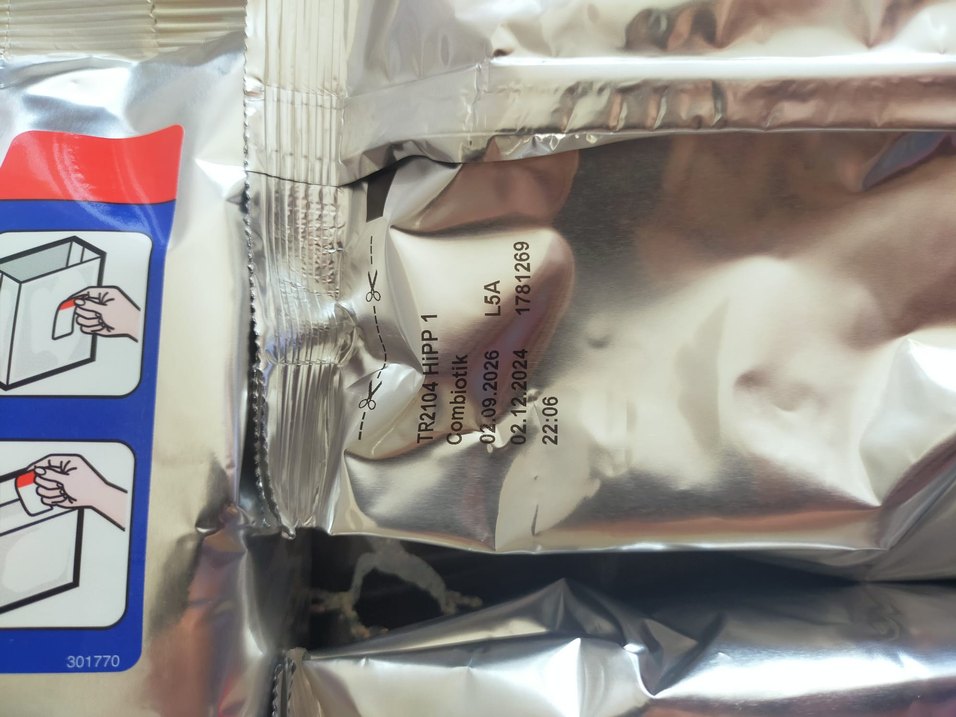 TR2104 HiPP 1
Combiotik
02.09.2026 L5A
02.12.2024 1781269
22:06
301770